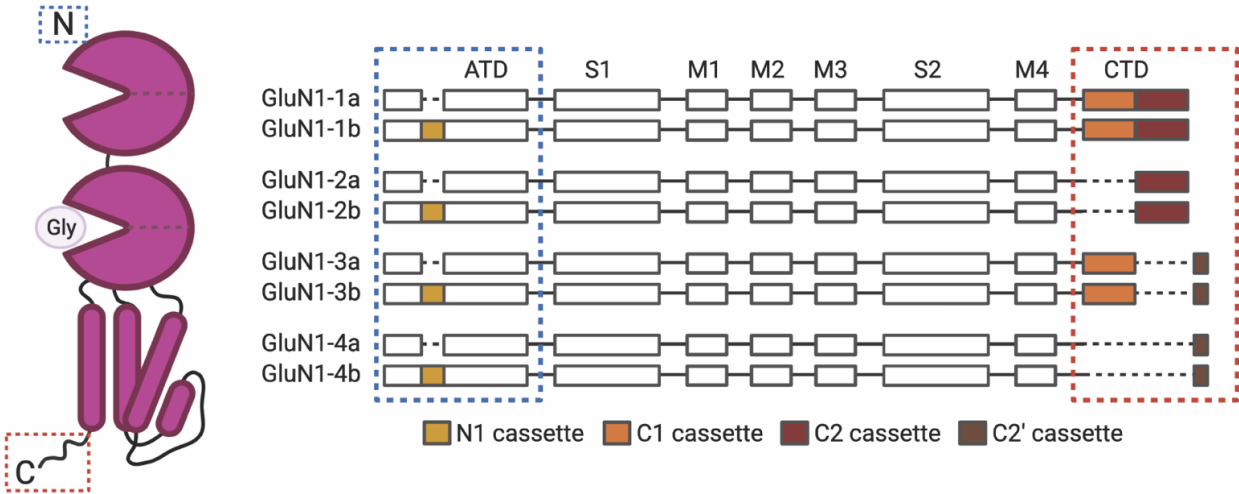 N
ATD S1 M1 M2 M3 S2 M4 CTD
GluN1-1a
GluN1-1b
GluN1-2a
GluN1-2b
Gly
GluN1-3a
GluN1-3b
GluN1-4a
GluN1-4b
N1 cassette C1 cassette C2 cassette C2' cassette
C